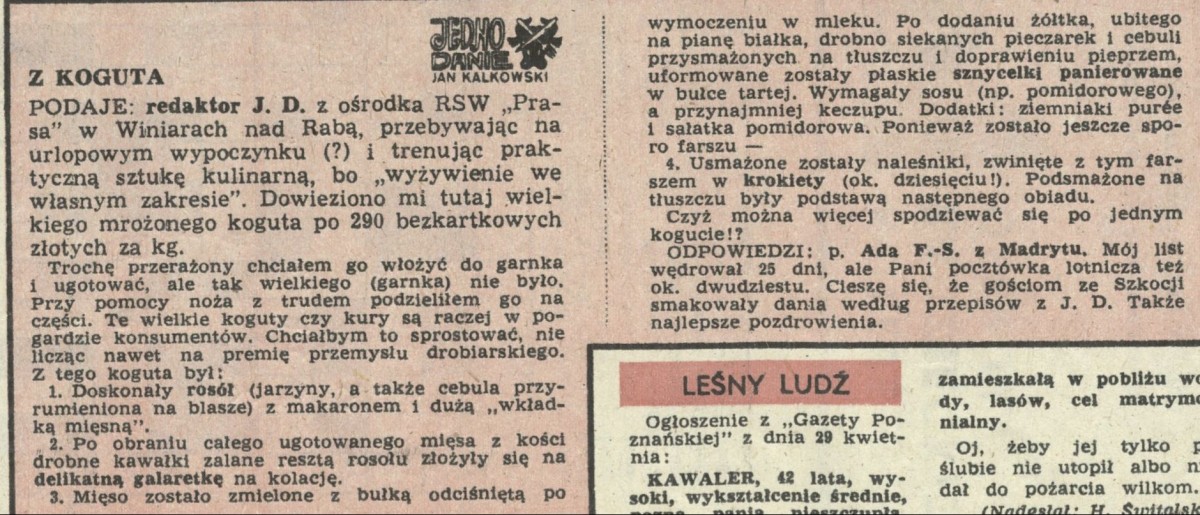 JEDNO
DANIE
JAN KALKOWSKI
Z KOGUTA
PODAJE: redaktor J. D. z ośrodka RSW „Pra-
sa" w Winiarach nad Rabą, przebywając na
urlopowym wypoczynku (?) i trenując prak-
tyczną sztukę kulinarną, bo „wyżywienie we
własnym zakresie". Dowieziono mi tutaj wiel-
kiego mrożonego koguta po 290 bezkartkowych
złotych za kg.
Trochę przerażony chciałem go włożyć do garnka
i ugotować, ale tak wielkiego (garnka) nie było.
Przy pomocy noża z trudem podzieliłem go na
części. Te wielkie koguty czy kury są raczej w po-
gardzie konsumentów. Chciałbym to sprostować, nie
licząc nawet na premię przemysłu drobiarskiego.
Z tego koguta był:
1. Doskonały rosół (jarzyny, a także cebula przy-
rumieniona na blasze) z makaronem i dużą „wkład-
ką mięsną".
2. Po obraniu całego ugotowanego mięsa z kości
drobne kawałki zalane resztą rosołu złożyły się na
delikatną galaretkę na kolację.
3. Mięso zostało zmielone z bułką odciśniętą po
wymoczeniu w mleku. Po dodaniu żółtka, ubitego
na pianę białka, drobno siekanych pieczarek i cebuli
przysmażonych na tłuszczu i doprawieniu pieprzem,
uformowane zostały płaskie sznycelki panierowane
w bułce tartej. Wymagały sosu (np. pomidorowego),
a przynajmniej keczupu. Dodatki: ziemniaki purée
i sałatka pomidorowa. Ponieważ zostało jeszcze spo-
ro farszu —
4. Usmażone zostały naleśniki, zwinięte z tym far-
szem w krokiety (ok. dziesięciu!). Podsmażone na
tłuszczu były podstawą następnego obiadu.
Czyż można więcej spodziewać się po jednym
kogucie!?
ODPOWIEDZI: p. Ada F.-S. z Madrytu. Mój list
wędrował 25 dni, ale Pani pocztówka lotnicza też
ok. dwudziestu. Cieszę się, że gościom ze Szkocji
smakowały dania według przepisów z J. D. Także
najlepsze pozdrowienia.
LEŚNY LUDŹ
Ogłoszenie z „Gazety Po-
znańskiej" z dnia 29 kwiet-
nia:
KAWALER, 42 lata, wy-
soki, wykształcenie średnie,
pozna panią nieszczupłą,
zamieszkałą w pobliżu wo
dy, lasów, cel matrymo
nialny.
Oj, żeby jej tylko p
ślubie nie utopił albo n
dał do pożarcia wilkom.
(Nadesłał: H. Świtalsk